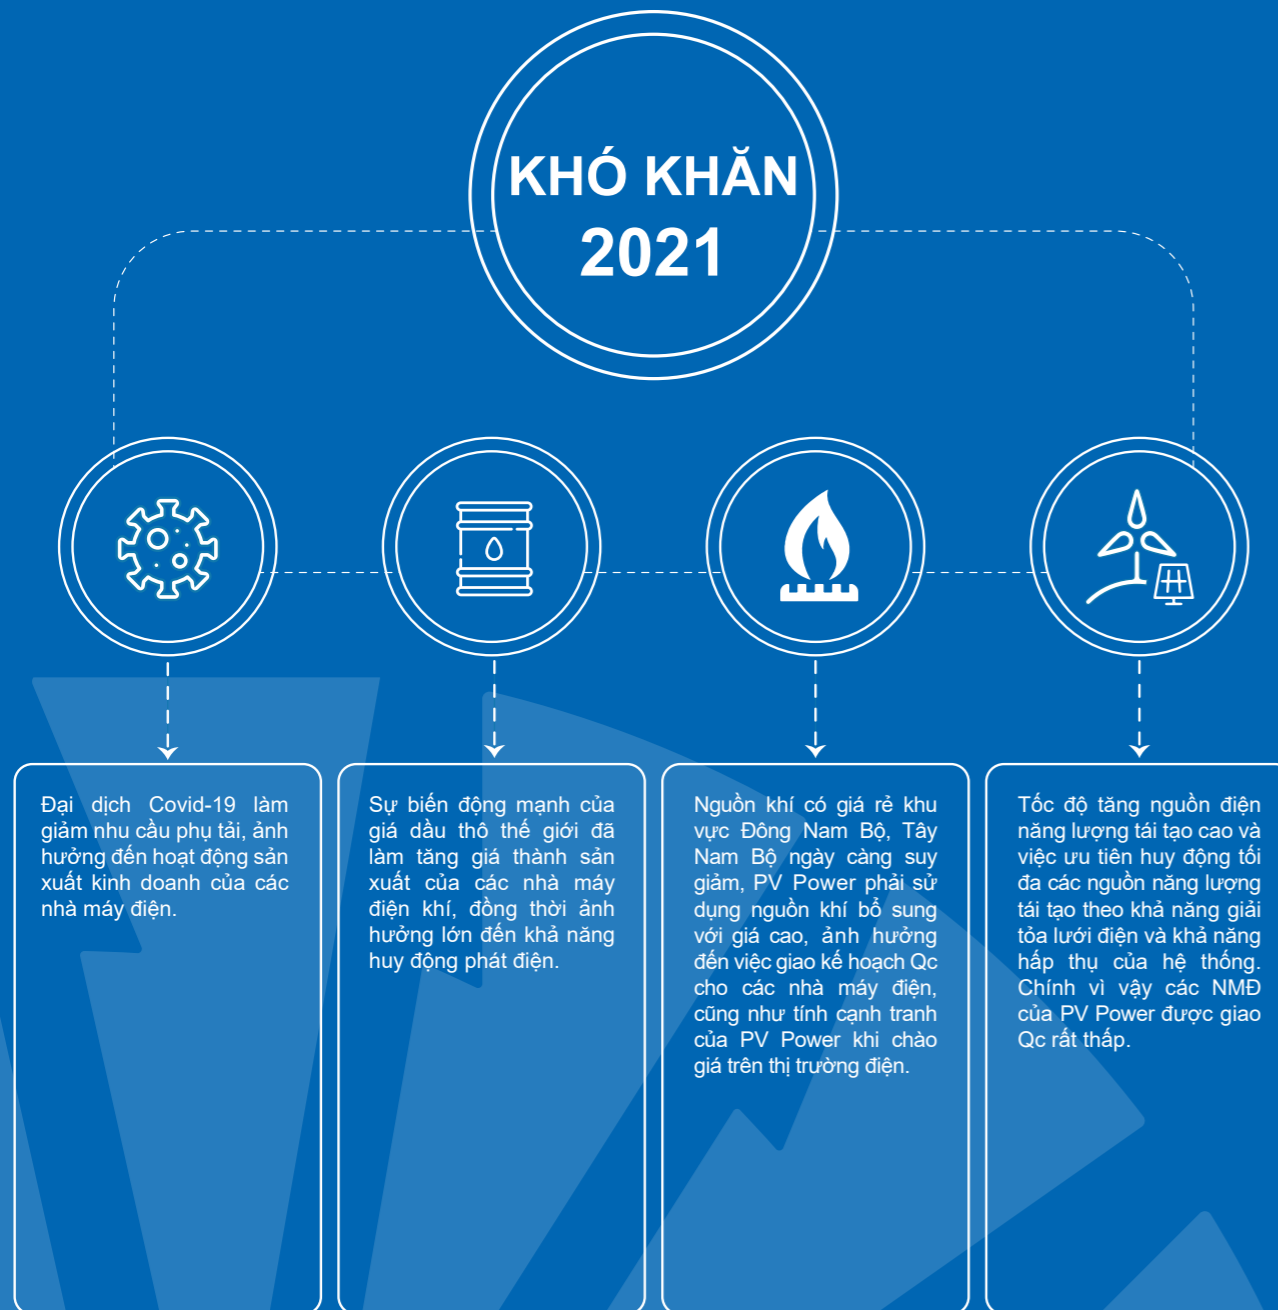 KHÓ KHĂN
2021
Đại dịch Covid-19 làm
giảm nhu cầu phụ tải, ảnh
hưởng đến hoạt động sản
xuất kinh doanh của các
nhà máy điện.
Sự biến động mạnh của
giá dầu thô thế giới đã
làm tăng giá thành sản
xuất của các nhà máy
điện khí, đồng thời ảnh
hưởng lớn đến khả năng
huy động phát điện.
Nguồn khí có giá rẻ khu
vực Đông Nam Bộ, Tây
Nam Bộ ngày càng suy
giảm, PV Power phải sử
dụng nguồn khí bổ sung
với giá cao, ảnh hưởng
đến việc giao kế hoạch Qc
cho các nhà máy điện,
cũng như tính cạnh tranh
của PV Power khi chào
giá trên thị trường điện.
Tốc độ tăng nguồn điện
năng lượng tái tạo cao và
việc ưu tiên huy động tối
đa các nguồn năng lượng
tái tạo theo khả năng giải
tỏa lưới điện và khả năng
hấp thụ của hệ thống.
Chính vì vậy các NMĐ
của PV Power được giao
Qc rất thấp.